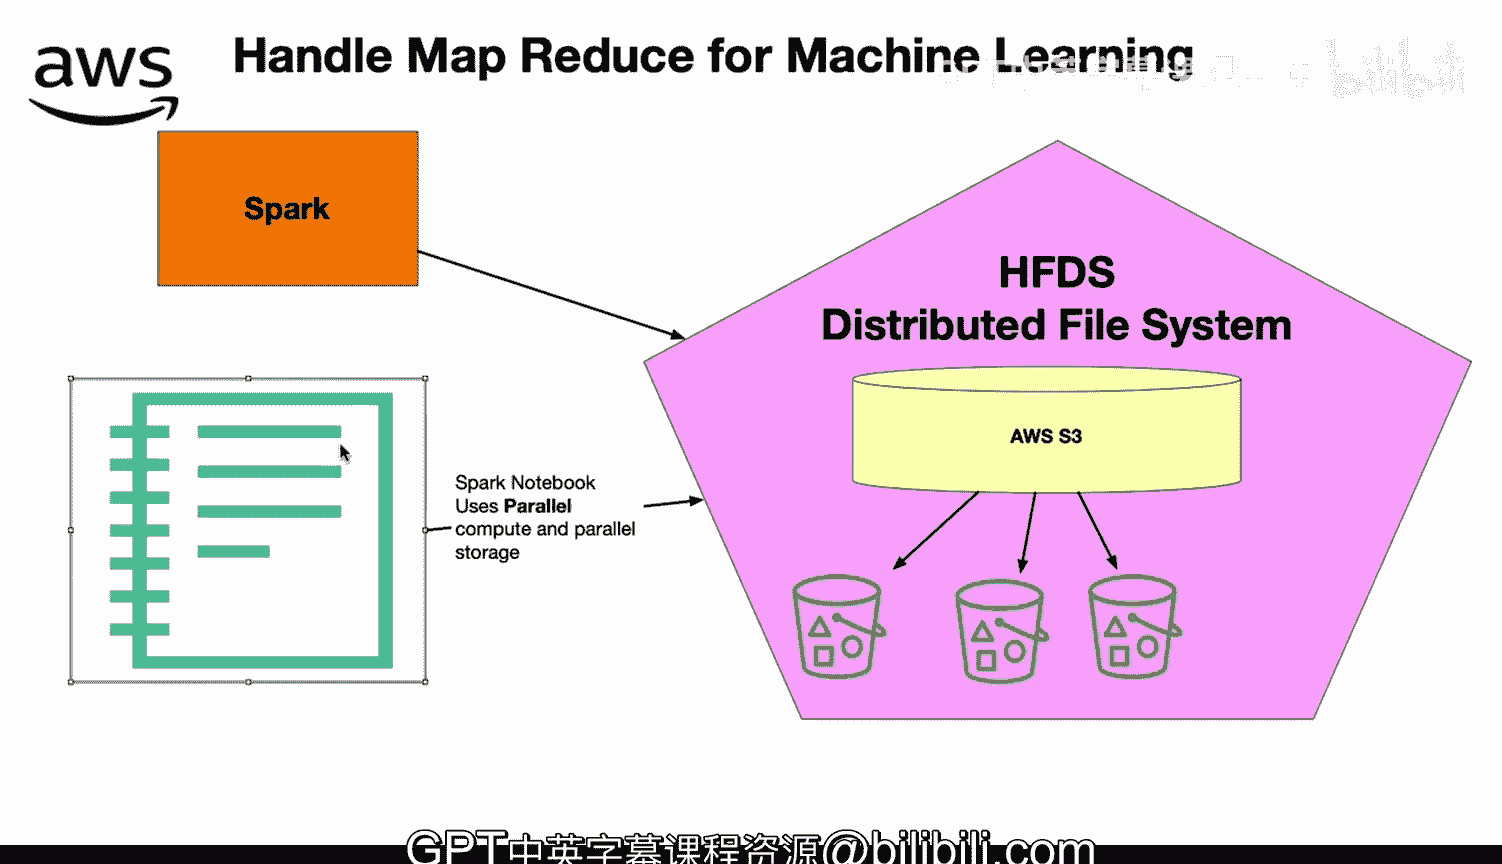 aws
Handle Map Reduce for Machine Learning
bilibili
Spark
HFDS
Distributed File System
AWS S3
Spark Notebook
Uses Parallel
compute and parallel
storage
GPT中英字幕课程资源@bilibili.com